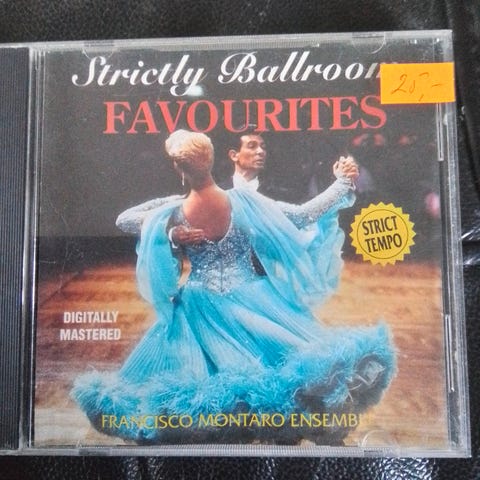 Strictly Ballroom
20,-
FAVOURITES
STRICT
TEMPO
DIGITALLY
MASTERED
FRANCISCO MONTARO ENSEMBLE